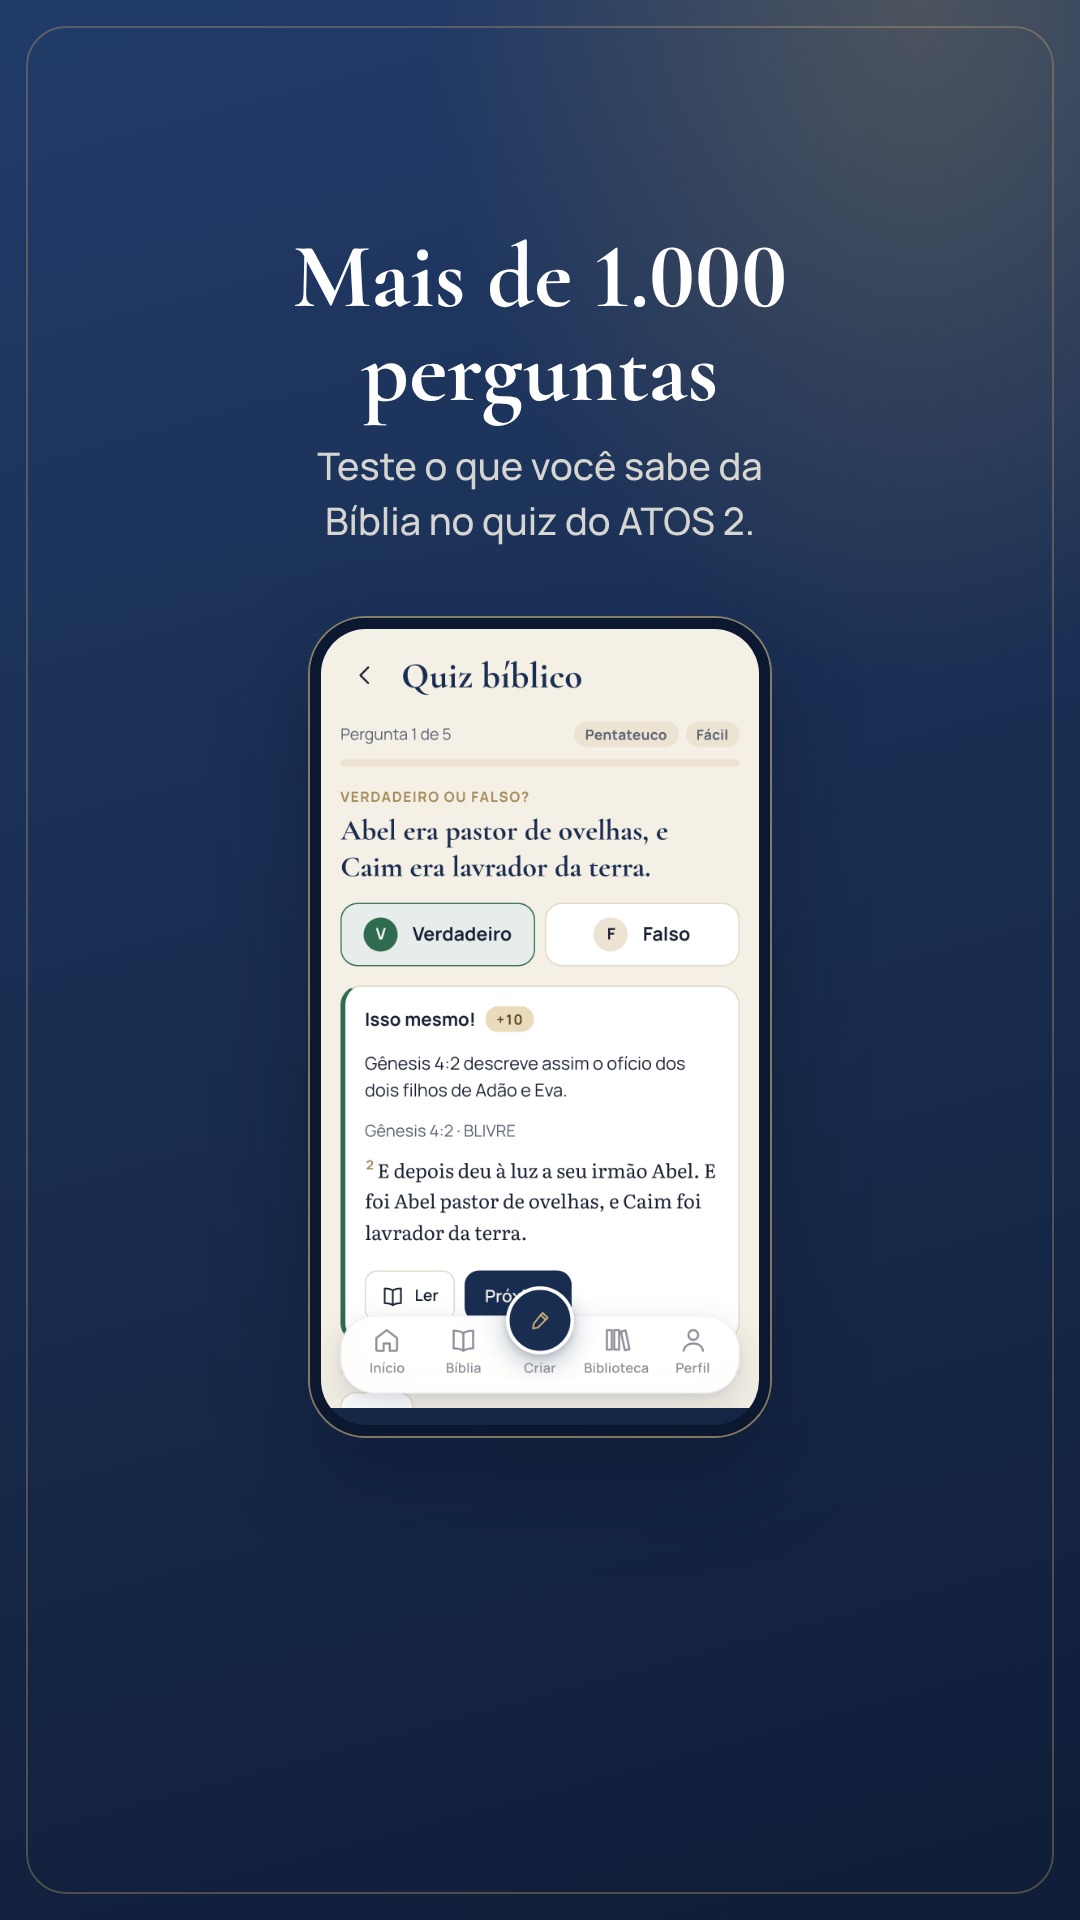 Mais de 1.000
perguntas
Teste o que você sabe da
Bíblia no quiz do ATOS 2.
Quiz bíblico
Pergunta 1 de 5
Pentateuco
Fácil
VERDADEIRO OU FALSO?
Abel era pastor de ovelhas, e
Caim era lavrador da terra.
V Verdadeiro
F Falso
Isso mesmo! +10
Gênesis 4:2 descreve assim o ofício dos
dois filhos de Adão e Eva.
Gênesis 4:2 · BLIVRE
2 E depois deu à luz a seu irmão Abel. E
foi Abel pastor de ovelhas, e Caim foi
lavrador da terra.
Ler
Início
Bíblia
Criar
Biblioteca
Perfil